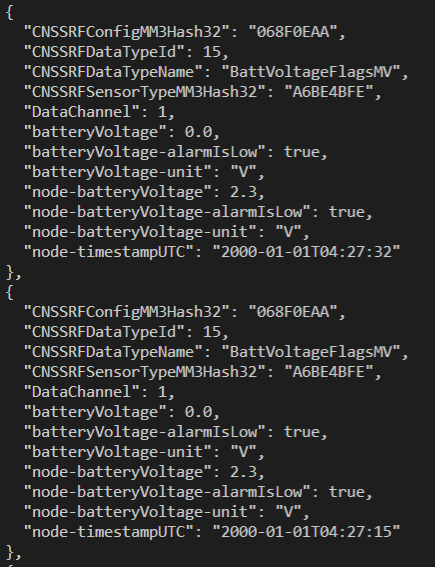 {
"CNSSRFConfigMM3Hash32": "068F0EAA",
"CNSSRFDataTypeId": 15,
"CNSSRFDataTypeName": "BattVoltageFlagsMV",
"CNSSRFSensorTypeMM3Hash32": "A6BE4BFE",
"DataChannel": 1,
"batteryVoltage": 0.0,
"batteryVoltage-alarmIsLow": true,
"batteryVoltage-unit": "V",
"node-batteryVoltage": 2.3,
"node-batteryVoltage-alarmIsLow": true,
"node-batteryVoltage-unit": "V",
"node-timestampUTC": "2000-01-01T04:27:32"
},
{
"CNSSRFConfigMM3Hash32": "068F0EAA",
"CNSSRFDataTypeId": 15,
"CNSSRFDataTypeName": "BattVoltageFlagsMV",
"CNSSRFSensorTypeMM3Hash32": "A6BE4BFE",
"DataChannel": 1,
"batteryVoltage": 0.0,
"batteryVoltage-alarmIsLow": true,
"batteryVoltage-unit": "V",
"node-batteryVoltage": 2.3,
"node-batteryVoltage-alarmIsLow": true,
"node-batteryVoltage-unit": "V",
"node-timestampUTC": "2000-01-01T04:27:15"
},